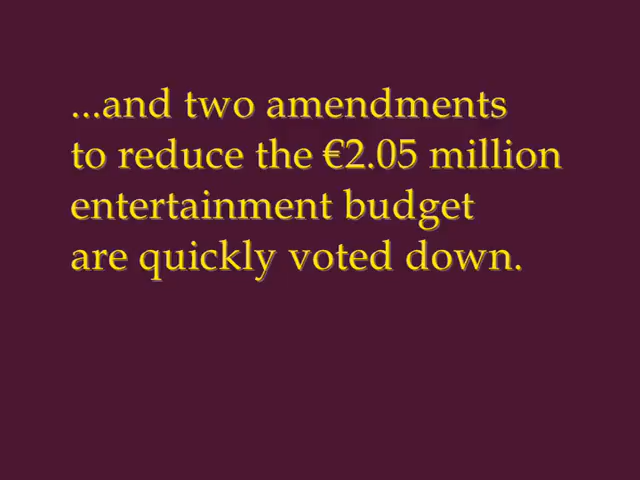 ...and two amendments
to reduce the €2.05 million
entertainment budget
are quickly voted down.